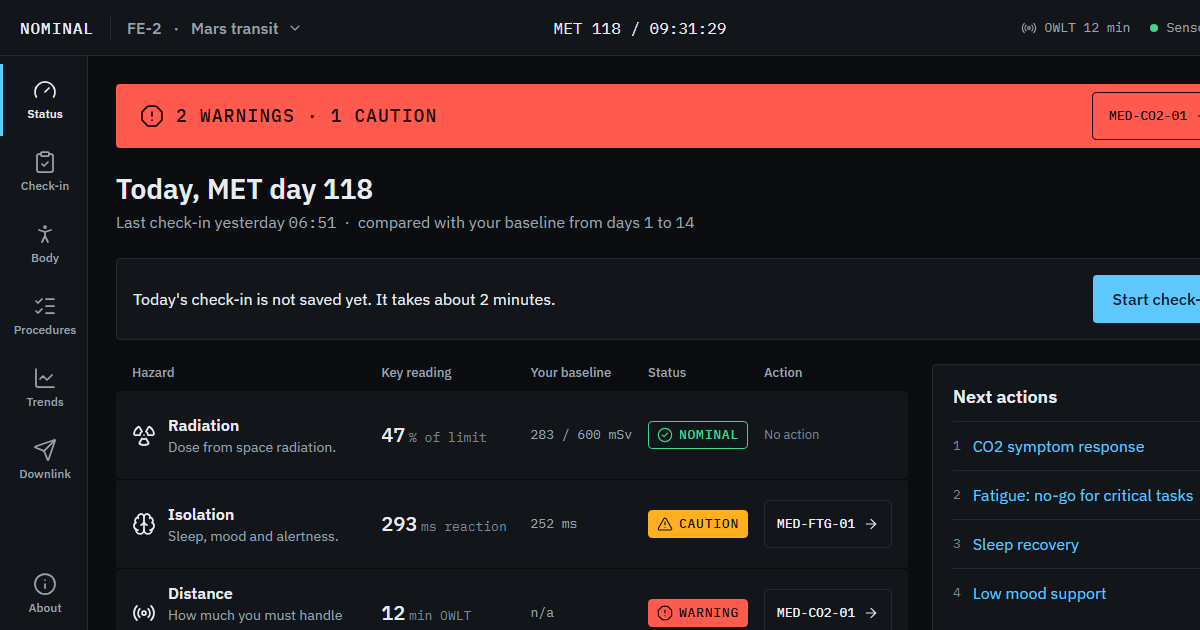 NOMINAL
FE-2 · Mars transit
MET 118 / 09:31:29
OWLT 12 min
Status
Check-in
Body
Procedures
Trends
Downlink
About
2 WARNINGS · 1 CAUTION
MED-CO2-01
Today, MET day 118
Last check-in yesterday 06:51 · compared with your baseline from days 1 to 14
Today's check-in is not saved yet. It takes about 2 minutes.
Start check-
Hazard Key reading Your baseline Status Action
Radiation
Dose from space radiation.
47 % of limit
283 / 600 mSv
NOMINAL
No action
Isolation
Sleep, mood and alertness.
293 ms reaction
252 ms
CAUTION
MED-FTG-01 →
Distance
How much you must handle
12 min OWLT
n/a
WARNING
MED-CO2-01 →
Next actions
1 CO2 symptom response
2 Fatigue: no-go for critical tasks
3 Sleep recovery
4 Low mood support